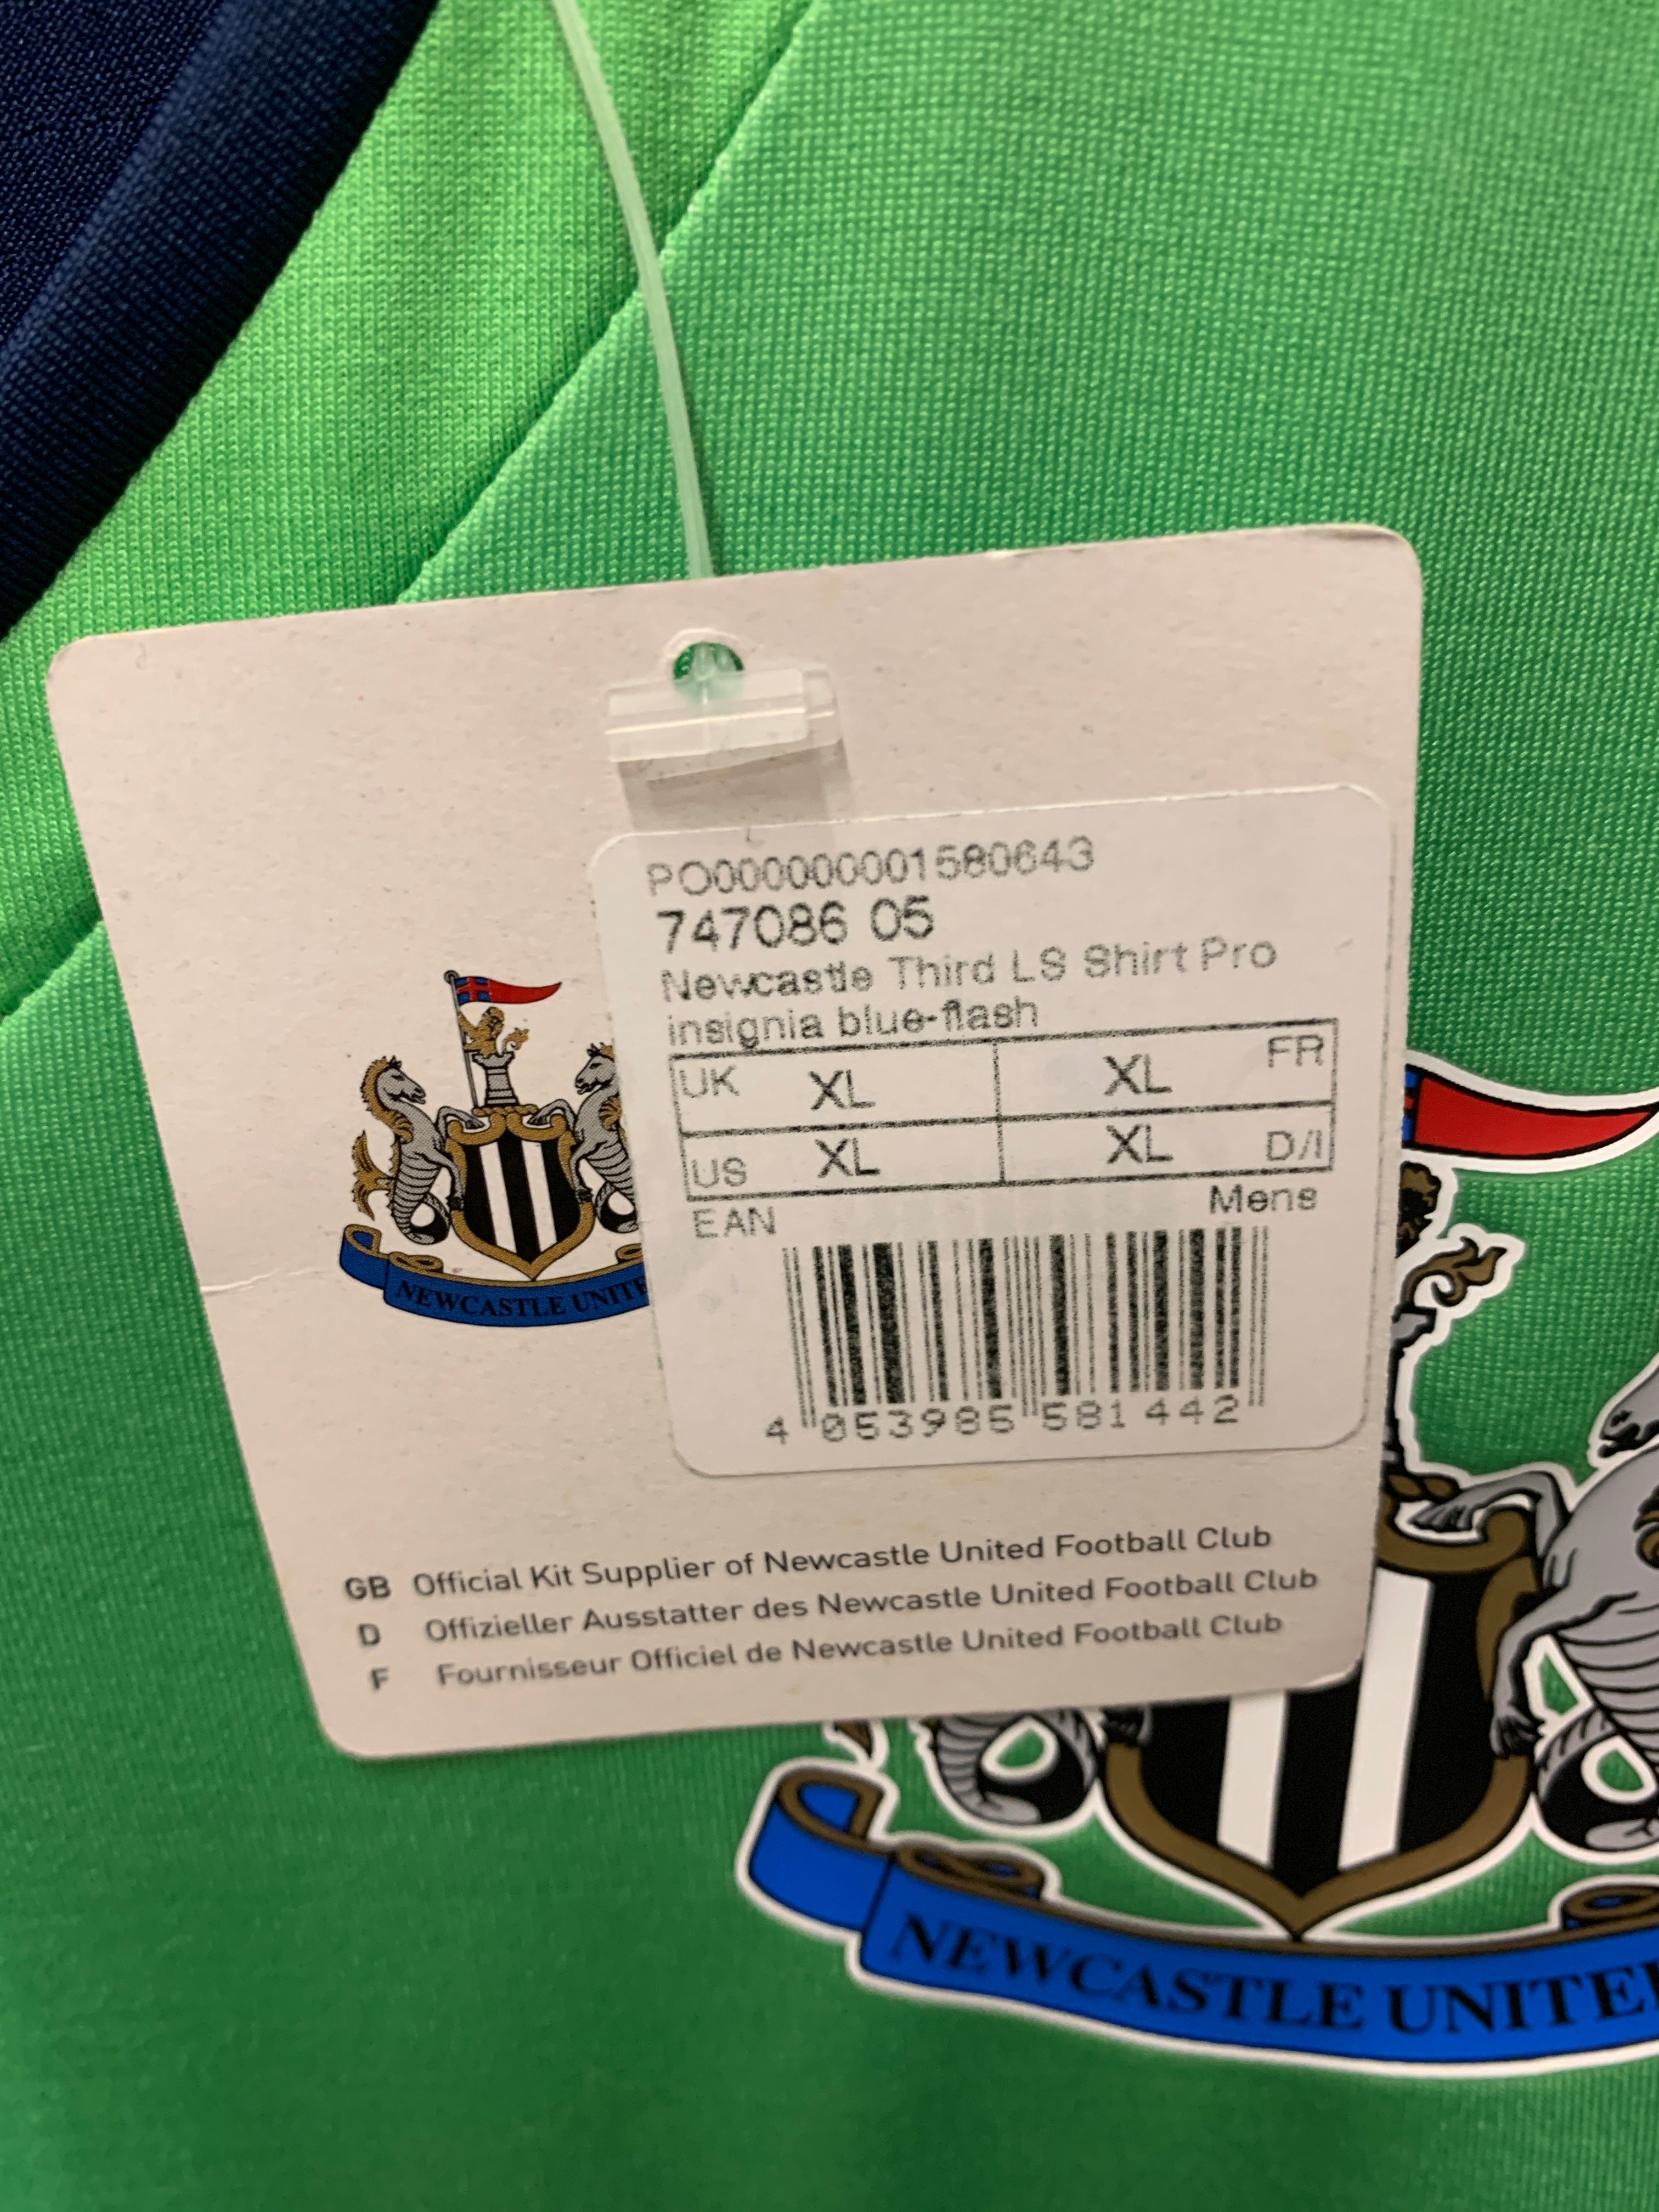 PO000000001580643
747086 05
Newcastle Third LS Shirt Pro
insignia blue-flash
UK XL XL FR
US XL XL D/I
EAN Mens
4 053985 581442
NEWCASTLE UNITE
GB Official Kit Supplier of Newcastle United Football Club
D Offizieller Ausstatter des Newcastle United Football Club
F Fournisseur Officiel de Newcastle United Football Club
NEWCASTLE UNITE